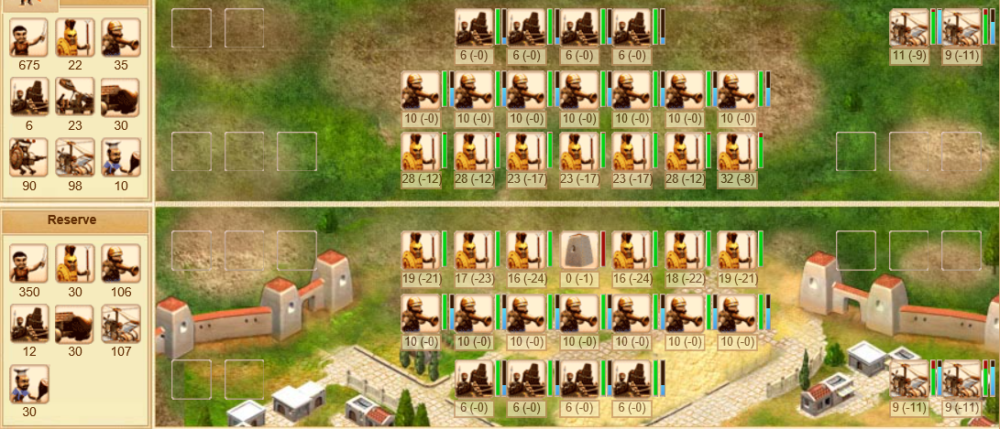 6 (-0) 6 (-0) 6 (-0) 6 (-0) 11 (-9) 9 (-11)
675 22 35
10 (-0) 10 (-0) 10 (-0) 10 (-0) 10 (-0) 10 (-0) 10 (-0)
6 23 30
28 (-12) 28 (-12) 23 (-17) 23 (-17) 23 (-17) 28 (-12) 32 (-8)
90 98 10
Reserve
19 (-21) 17 (-23) 16 (-24) 0 (-1) 16 (-24) 18 (-22) 19 (-21)
350 30 106
10 (-0) 10 (-0) 10 (-0) 10 (-0) 10 (-0) 10 (-0) 10 (-0)
12 30 107
6 (-0) 6 (-0) 6 (-0) 6 (-0) 9 (-11) 9 (-11)
30